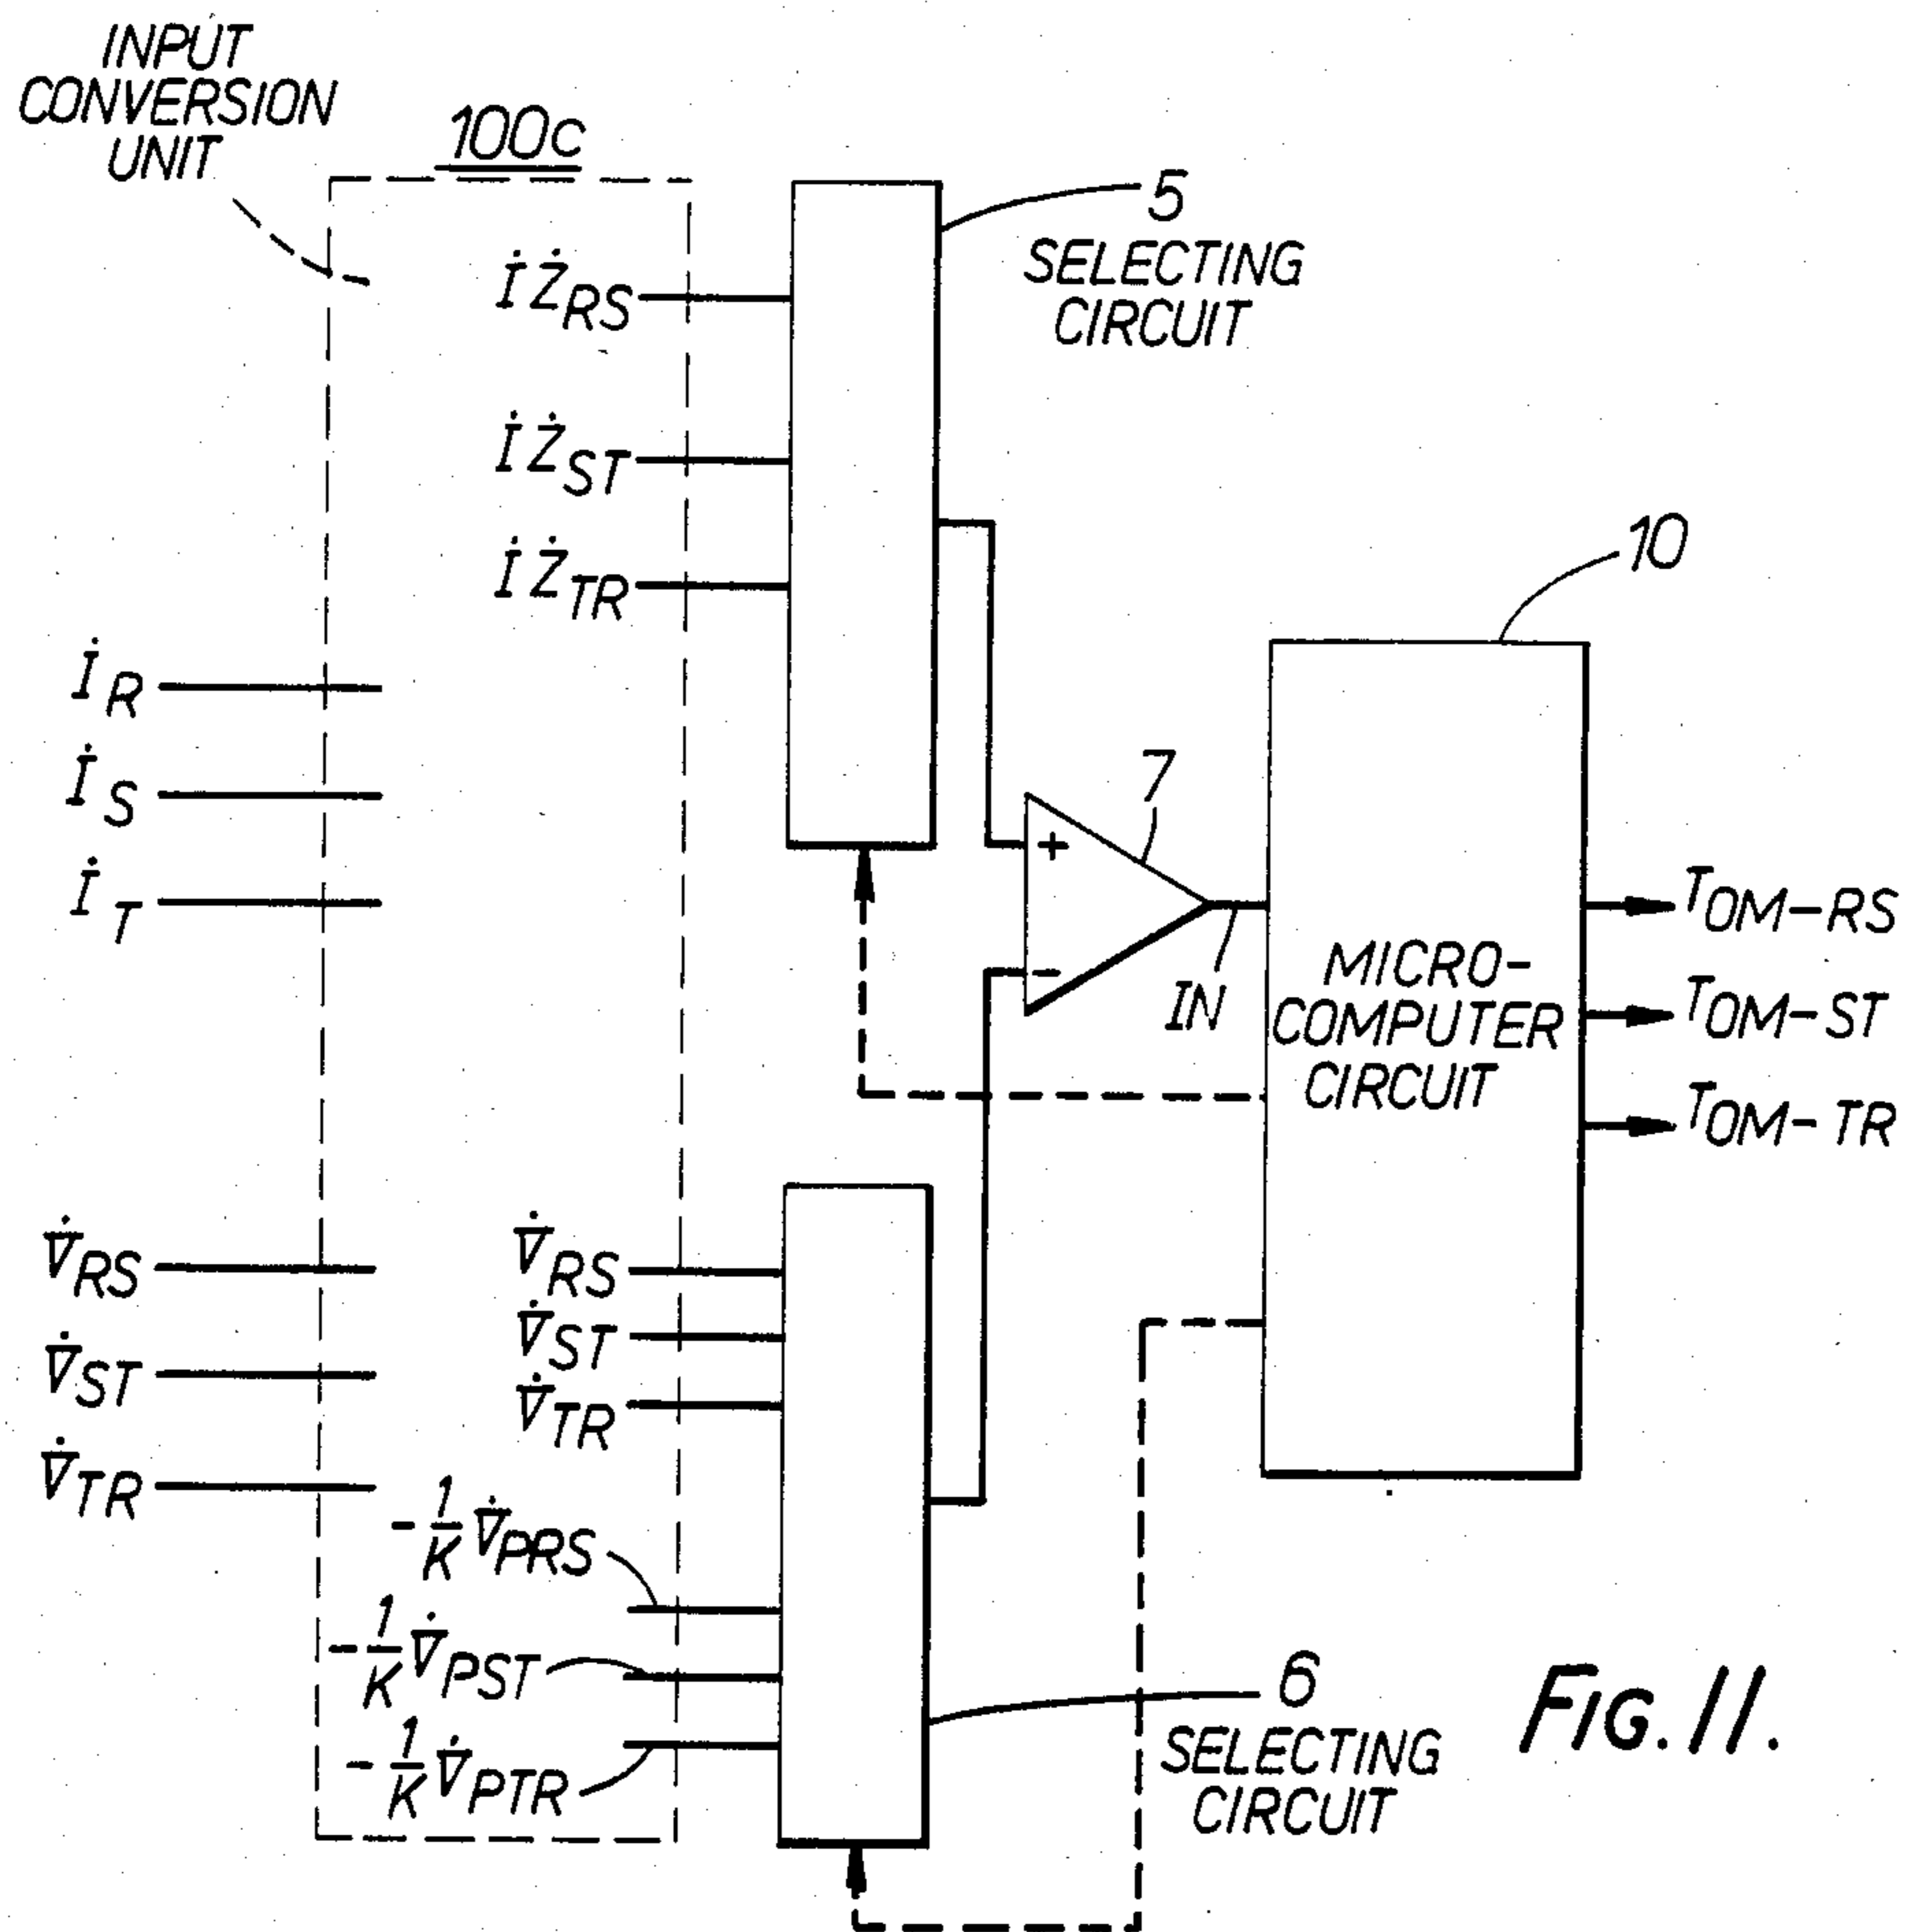 INPUT
CONVERSION
UNIT
100C
5
SELECTING
CIRCUIT
İŻRS
İŻST
İŻTR
10
İR
İS
İT
7
+
-
IN
MICRO-
COMPUTER
CIRCUIT
TOM-RS
TOM-ST
TOM-TR
V̇RS
V̇ST
V̇TR
V̇RS
V̇ST
V̇TR
-1/K V̇PRS
-1/K V̇PST
-1/K V̇PTR
6
SELECTING
CIRCUIT
FIG. 11.